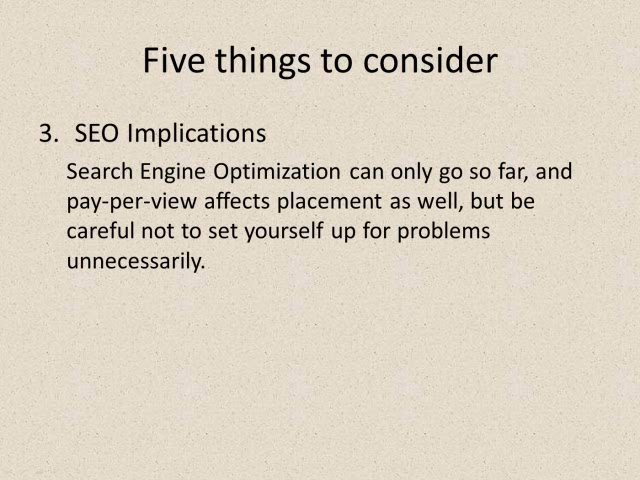 Five things to consider
3. SEO Implications
Search Engine Optimization can only go so far, and
pay-per-view affects placement as well, but be
careful not to set yourself up for problems
unnecessarily.